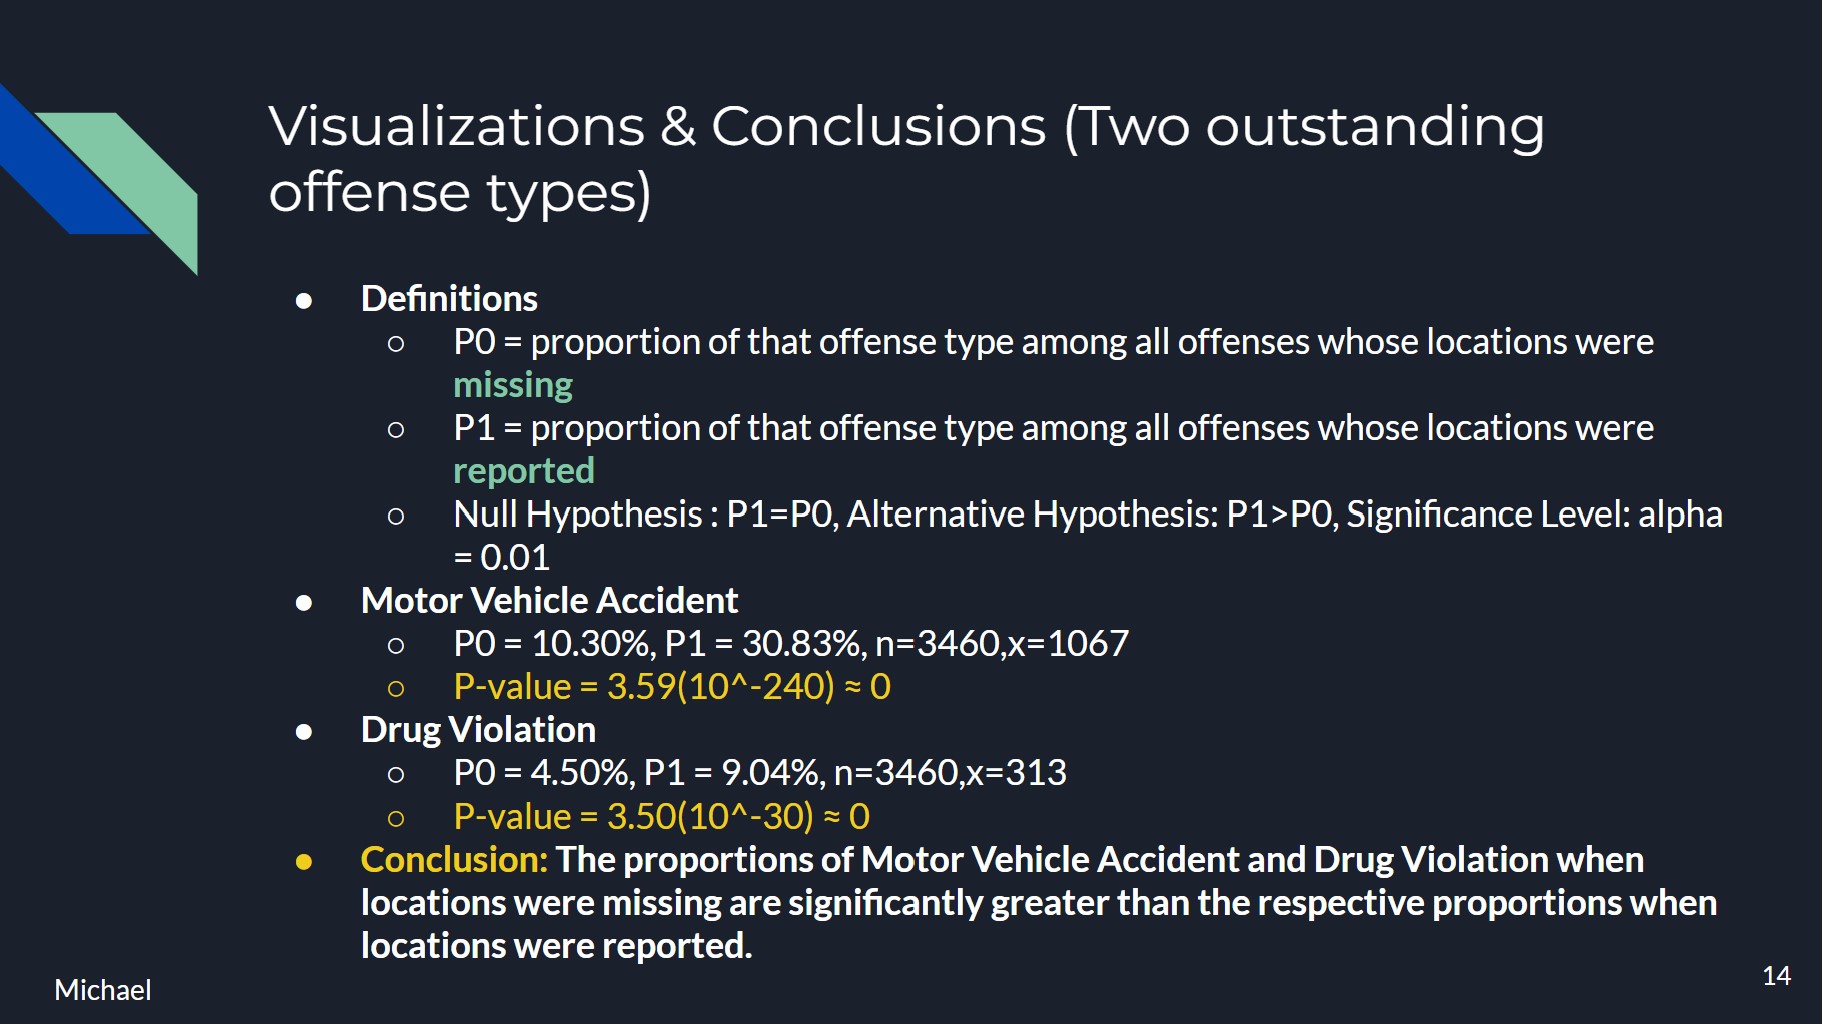 Visualizations & Conclusions (Two outstanding
offense types)
● Definitions
○ P0 = proportion of that offense type among all offenses whose locations were
missing
○ P1 = proportion of that offense type among all offenses whose locations were
reported
○ Null Hypothesis : P1=P0, Alternative Hypothesis: P1>P0, Significance Level: alpha
= 0.01
● Motor Vehicle Accident
○ P0 = 10.30%, P1 = 30.83%, n=3460,x=1067
○ P-value = 3.59(10^-240) ≈ 0
● Drug Violation
○ P0 = 4.50%, P1 = 9.04%, n=3460,x=313
○ P-value = 3.50(10^-30) ≈ 0
● Conclusion: The proportions of Motor Vehicle Accident and Drug Violation when
locations were missing are significantly greater than the respective proportions when
locations were reported.
Michael
14